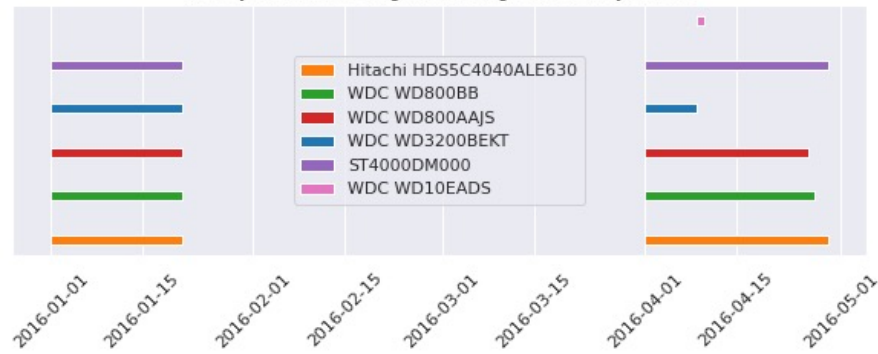 Hitachi HDS5C4040ALE630
WDC WD800BB
WDC WD800AAJS
WDC WD3200BEKT
ST4000DM000
WDC WD10EADS
2016-01-01
2016-01-15
2016-02-01
2016-02-15
2016-03-01
2016-03-15
2016-04-01
2016-04-15
2016-05-01